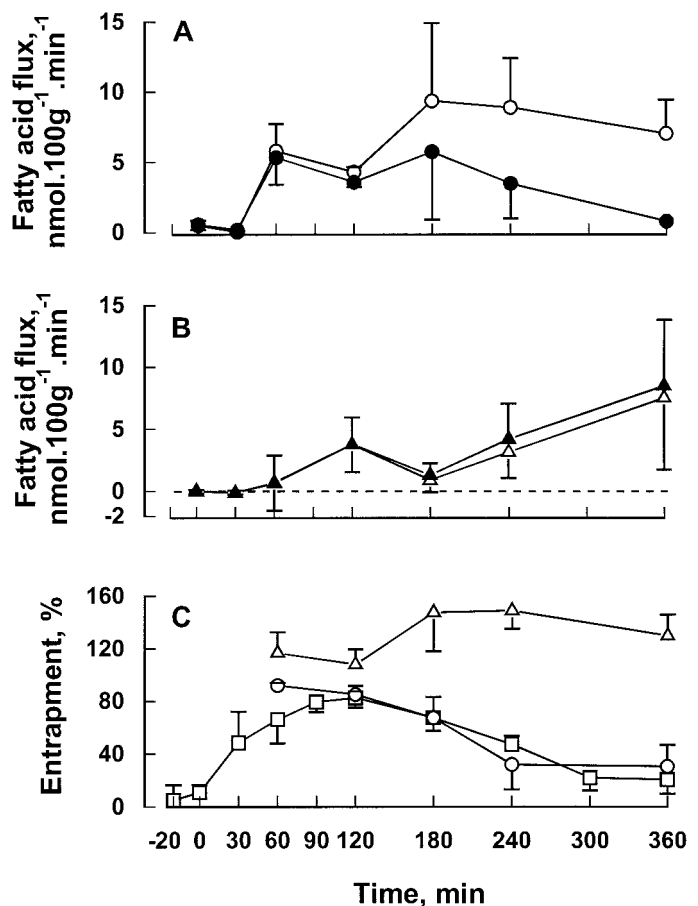 A
Fatty acid flux,
nmol.100g⁻¹.min⁻¹
15
10
5
0
B
Fatty acid flux,
nmol.100g⁻¹.min⁻¹
15
10
5
0
-2
C
Entrapment, %
160
120
80
40
0
-20 0 30 60 90 120 180 240 300 360
Time, min